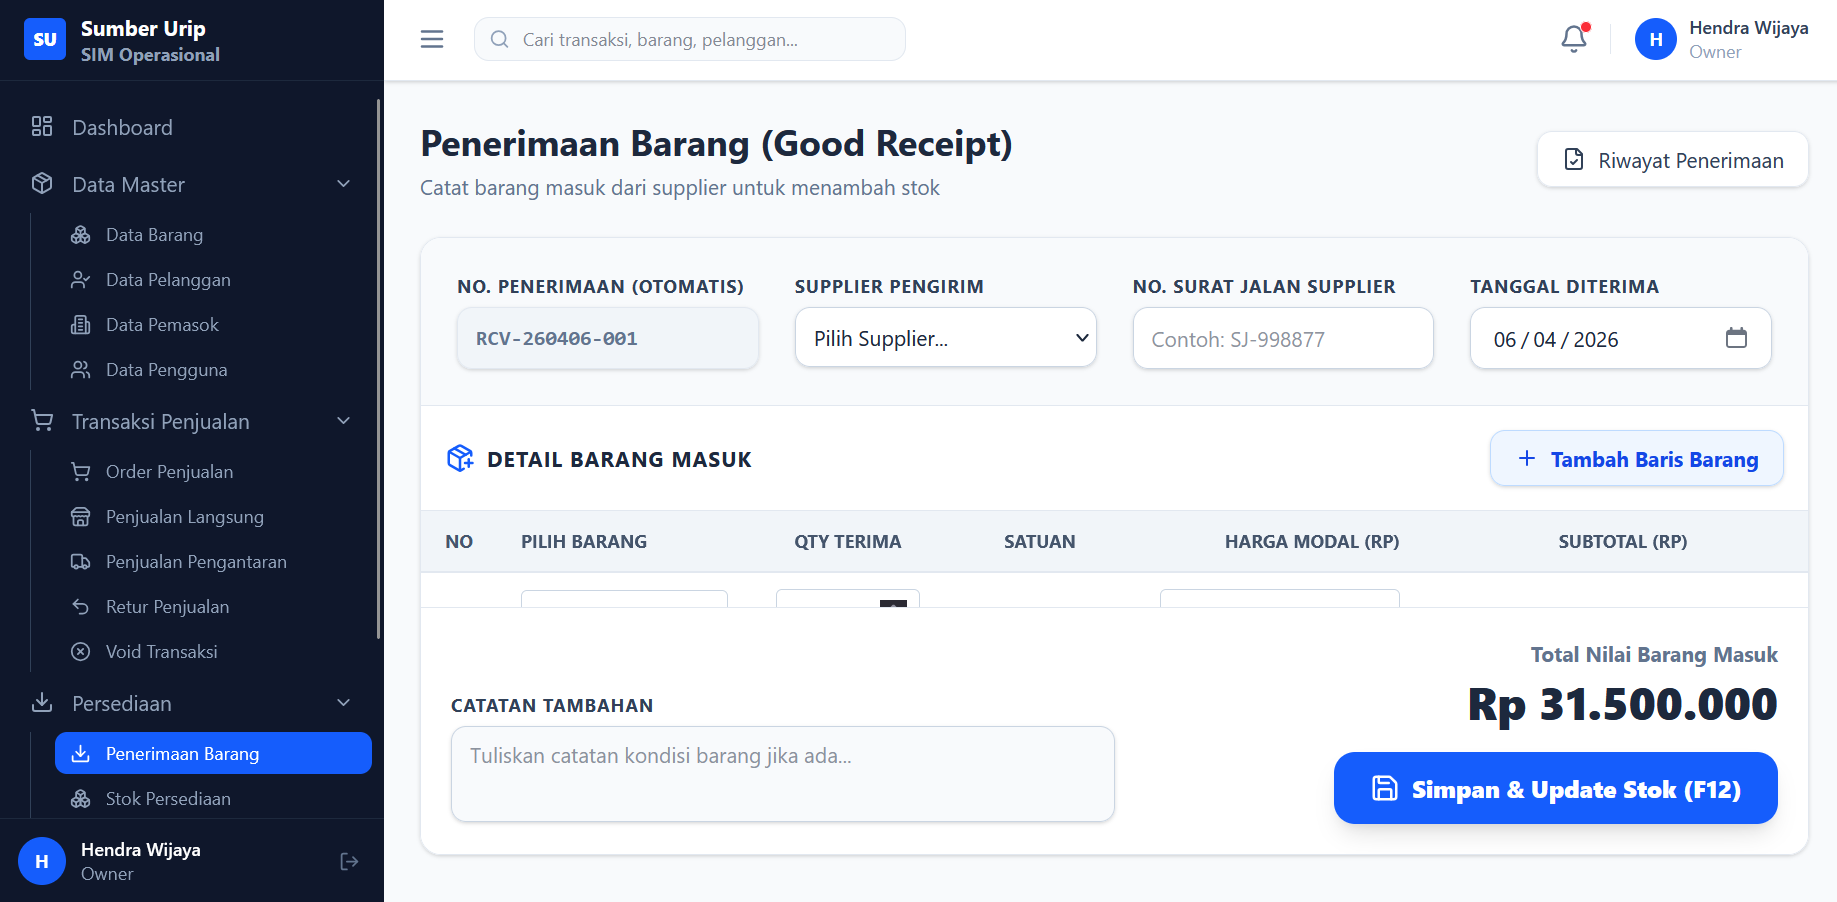 SU
Sumber Urip
SIM Operasional
Dashboard
Data Master
Data Barang
Data Pelanggan
Data Pemasok
Data Pengguna
Transaksi Penjualan
Order Penjualan
Penjualan Langsung
Penjualan Pengantaran
Retur Penjualan
Void Transaksi
Persediaan
Penerimaan Barang
Stok Persediaan
H
Hendra Wijaya
Owner
Cari transaksi, barang, pelanggan...
H
Hendra Wijaya
Owner
Penerimaan Barang (Good Receipt)
Catat barang masuk dari supplier untuk menambah stok
Riwayat Penerimaan
NO. PENERIMAAN (OTOMATIS)
RCV-260406-001
SUPPLIER PENGIRIM
Pilih Supplier...
NO. SURAT JALAN SUPPLIER
Contoh: SJ-998877
TANGGAL DITERIMA
06/04/2026
DETAIL BARANG MASUK
Tambah Baris Barang
NO PILIH BARANG QTY TERIMA SATUAN HARGA MODAL (RP) SUBTOTAL (RP)
CATATAN TAMBAHAN
Tuliskan catatan kondisi barang jika ada...
Total Nilai Barang Masuk
Rp 31.500.000
Simpan & Update Stok (F12)